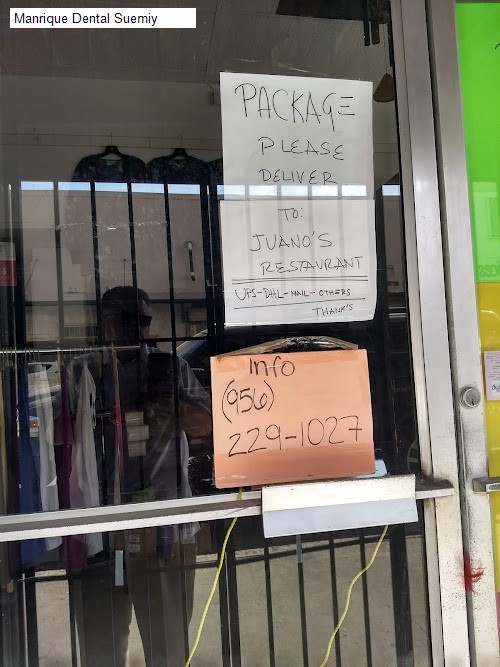 Manrique Dental Suemiy
PACKAGE
PLEASE
DELIVER
TO:
JUANO'S
RESTAURANT
UPS-DHL-MAIL-OTHERS
THANK'S
Info
(956)
229-1027